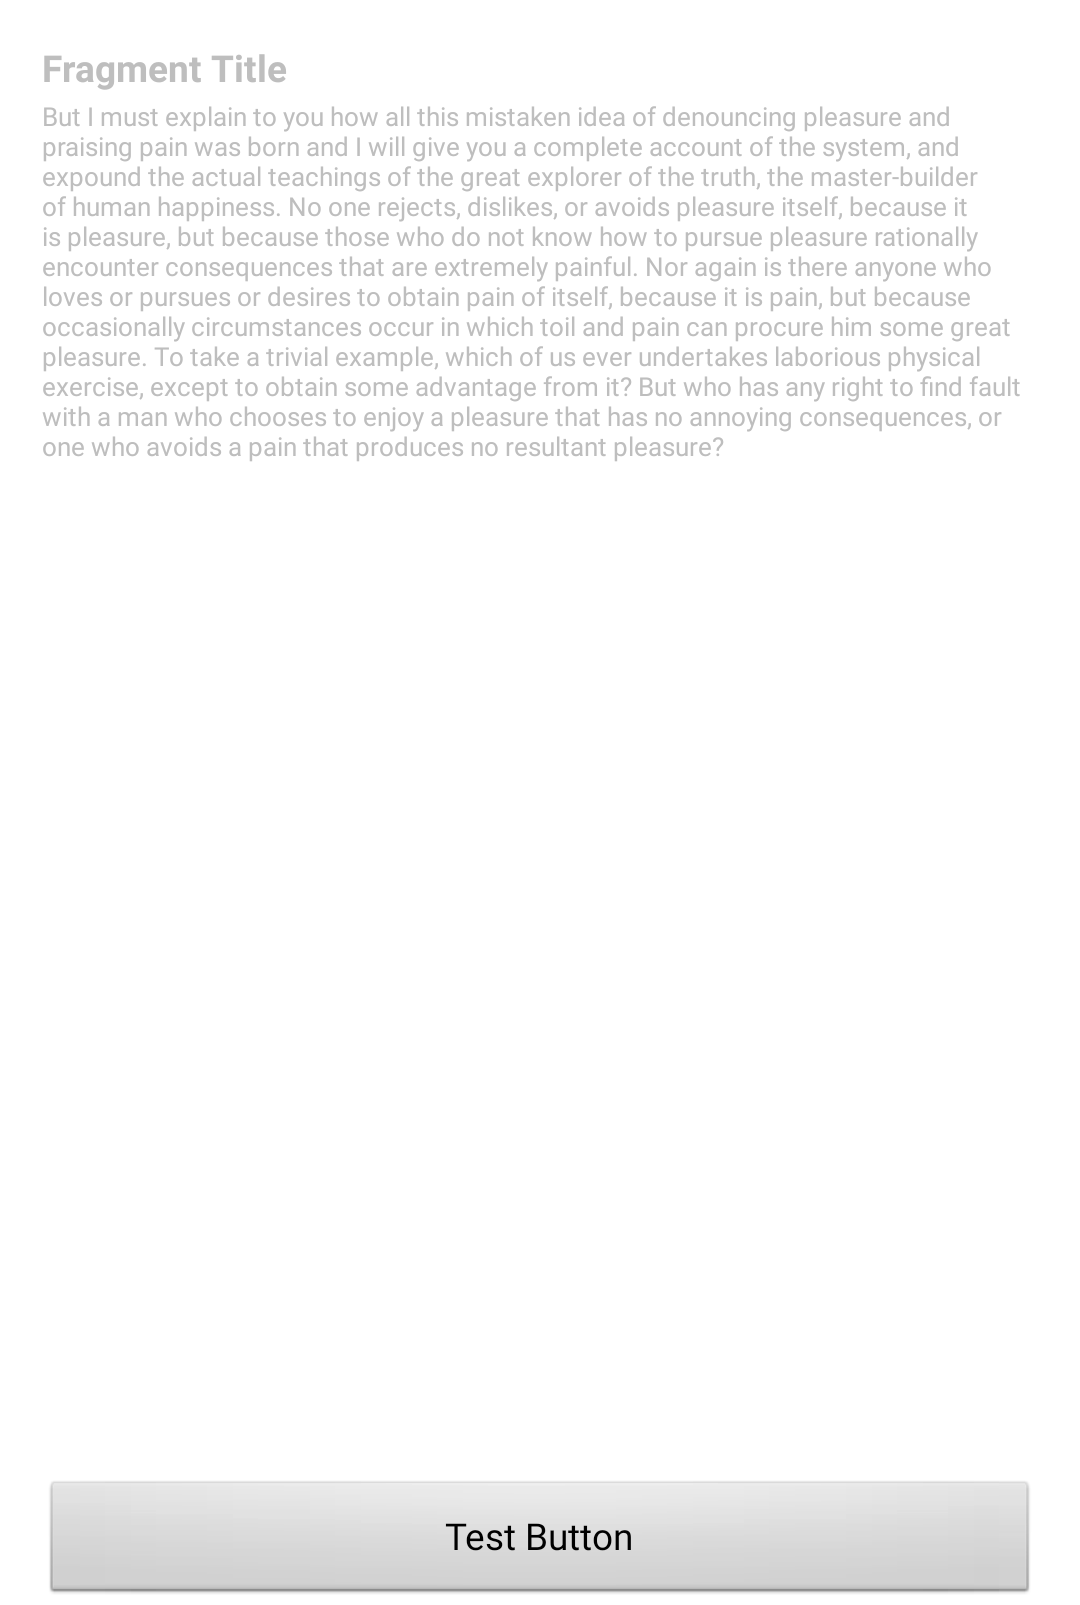 Fragment Title
But I must explain to you how all this mistaken idea of denouncing pleasure and
praising pain was born and I will give you a complete account of the system, and
expound the actual teachings of the great explorer of the truth, the master-builder
of human happiness. No one rejects, dislikes, or avoids pleasure itself, because it
is pleasure, but because those who do not know how to pursue pleasure rationally
encounter consequences that are extremely painful. Nor again is there anyone who
loves or pursues or desires to obtain pain of itself, because it is pain, but because
occasionally circumstances occur in which toil and pain can procure him some great
pleasure. To take a trivial example, which of us ever undertakes laborious physical
exercise, except to obtain some advantage from it? But who has any right to find fault
with a man who chooses to enjoy a pleasure that has no annoying consequences, or
one who avoids a pain that produces no resultant pleasure?
Test Button